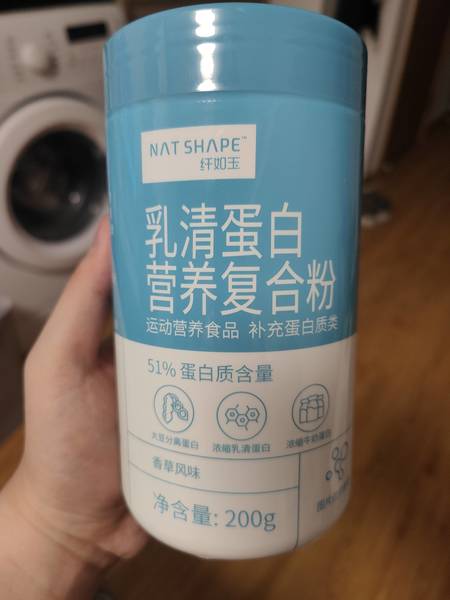 NAT SHAPE™
纤如玉
乳清蛋白
营养复合粉
运动营养食品 补充蛋白质类
51% 蛋白质含量
大豆分离蛋白
浓缩乳清蛋白
浓缩牛奶蛋白
香草风味
净含量: 200g